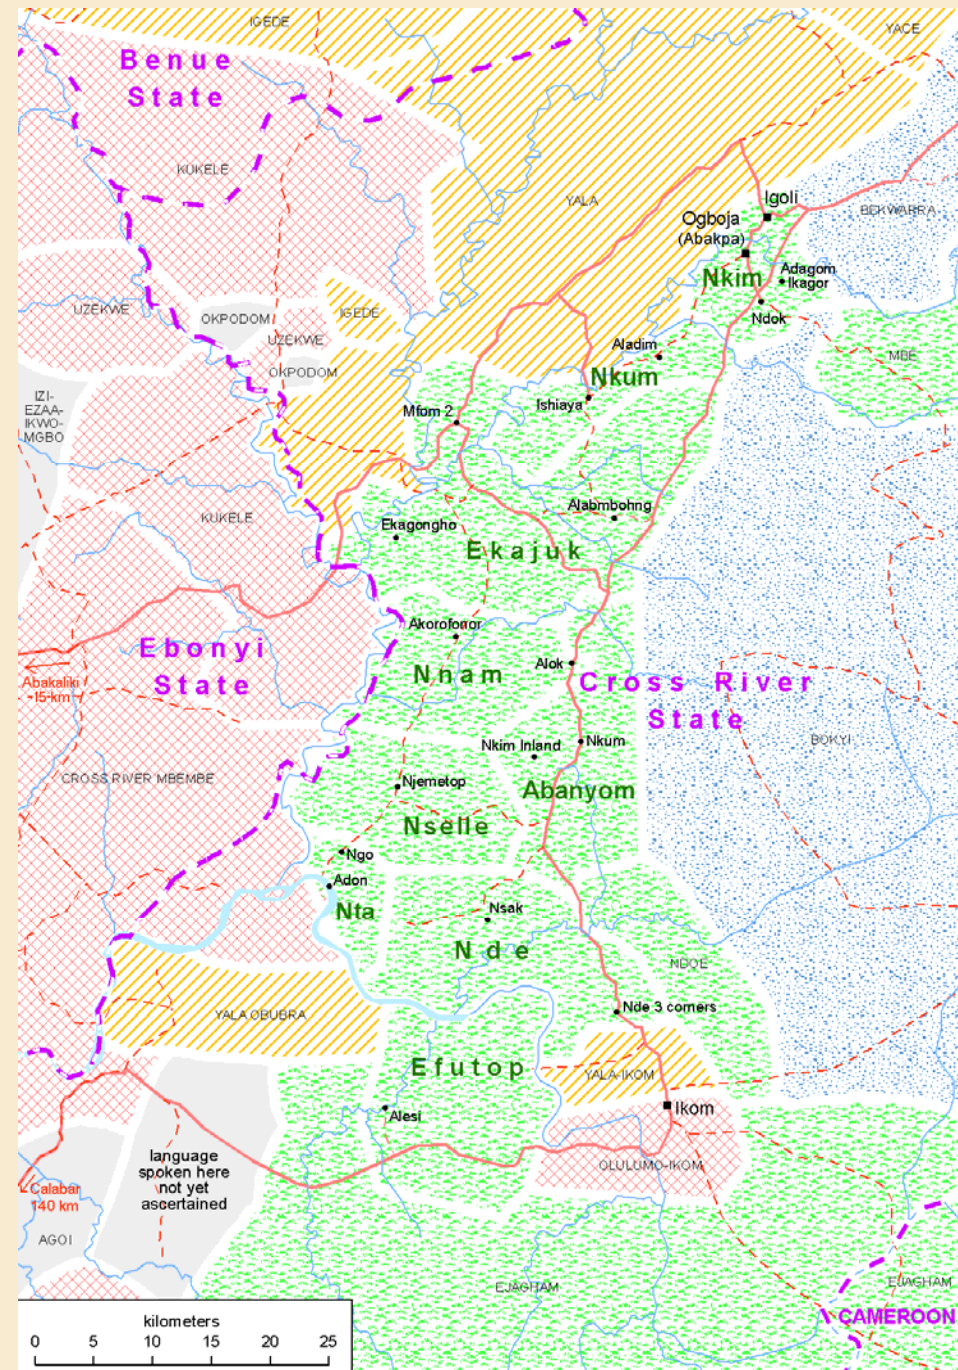 IGEDE
YACE
Benue
State
KUKELE
YALA
Igoli
BEKWARRA
Ogboja
(Abakpa)
Nkim
Adagom
Ikagor
Ndok
UZEKWE
OKPODOM
IGEDE
UZEKWE
OKPODOM
Aladim
MBE
Nkum
IZI-
EZAA-
IKWO-
MGBO
Ishiaya
Mfom 2
KUKELE
Alabmbohng
Ekagongho
Ekajuk
Akorofonor
Ebonyi
State
Nnam
Alok
Cross River
State
Abakaliki
15 km
BOKYI
Nkim Inland
Nkum
CROSS RIVER MBEMBE
Njemetop
Abanyom
Nselle
Ngo
Adon
Nta
Nsak
Nde
NDOE
Nde 3 corners
YALA OBUBRA
Efutop
YALA-IKOM
Alesi
Ikom
language
spoken here
not yet
ascertained
OLULUMO-IKOM
Calabar
140 km
AGOI
EJAGHAM
EJAGHAM
CAMEROON
kilometers
0 5 10 15 20 25